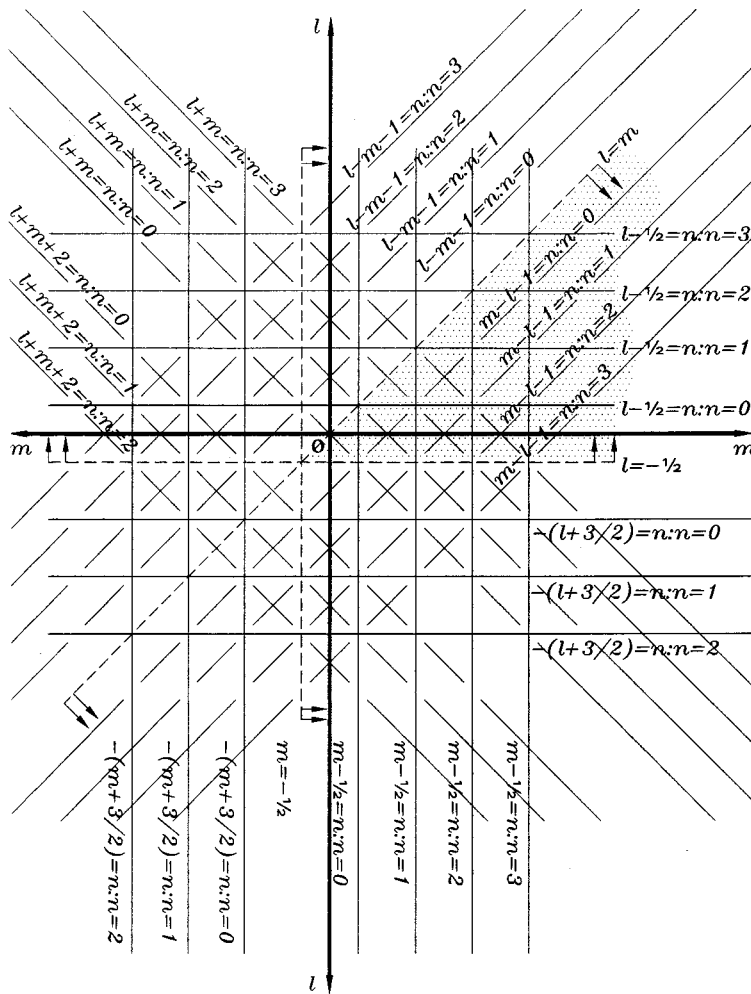 l
l+m=n:n=3
l+m=n:n=2
l+m=n:n=1
l+m=n:n=0
l+m+2=n:n=0
l+m+2=n:n=1
l+m+2=n:n=2
l-m-1=n:n=3
l-m-1=n:n=2
l-m-1=n:n=1
l-m-1=n:n=0
l=m
m-l-1=n:n=0
m-l-1=n:n=1
m-l-1=n:n=2
m-l-1=n:n=3
l-½=n:n=3
l-½=n:n=2
l-½=n:n=1
l-½=n:n=0
m
0
m
l=-½
-(l+3/2)=n:n=0
-(l+3/2)=n:n=1
-(l+3/2)=n:n=2
-(m+3/2)=n:n=2
-(m+3/2)=n:n=1
-(m+3/2)=n:n=0
m=-½
m-½=n:n=0
m-½=n:n=1
m-½=n:n=2
m-½=n:n=3
l